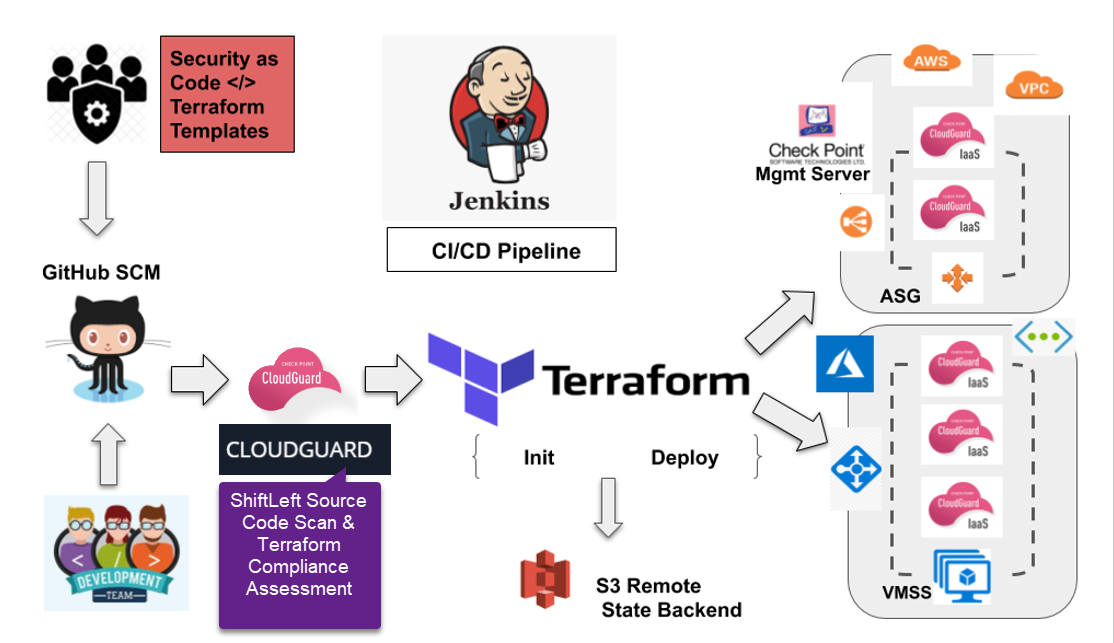 Security as
Code </>
Terraform
Templates
Jenkins
CI/CD Pipeline
GitHub SCM
CHECK POINT
CloudGuard
CLOUDGUARD
ShiftLeft Source
Code Scan &
Terraform
Compliance
Assessment
< / >
DEVELOPMENT
TEAM
Terraform
{ Init Deploy }
S3 Remote
State Backend
AWS
VPC
Check Point
SOFTWARE TECHNOLOGIES LTD.
Mgmt Server
CHECK POINT
CloudGuard
IaaS
CHECK POINT
CloudGuard
IaaS
ASG
CHECK POINT
CloudGuard
IaaS
CHECK POINT
CloudGuard
IaaS
CHECK POINT
CloudGuard
IaaS
VMSS